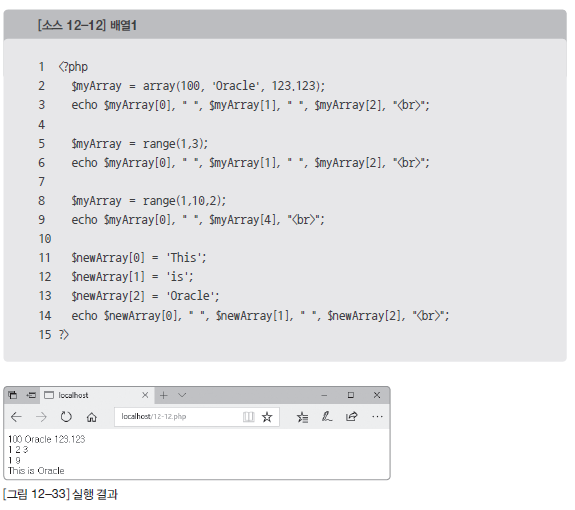 [소스 12-12] 배열1
1 <?php
2 $myArray = array(100, 'Oracle', 123.123);
3 echo $myArray[0], " ", $myArray[1], " ", $myArray[2], "<br>";
4
5 $myArray = range(1,3);
6 echo $myArray[0], " ", $myArray[1], " ", $myArray[2], "<br>";
7
8 $myArray = range(1,10,2);
9 echo $myArray[0], " ", $myArray[4], "<br>";
10
11 $newArray[0] = 'This';
12 $newArray[1] = 'is';
13 $newArray[2] = 'Oracle';
14 echo $newArray[0], " ", $newArray[1], " ", $newArray[2], "<br>";
15 ?>
localhost
localhost/12-12.php
100 Oracle 123.123
1 2 3
1 9
This is Oracle
[그림 12-33] 실행 결과